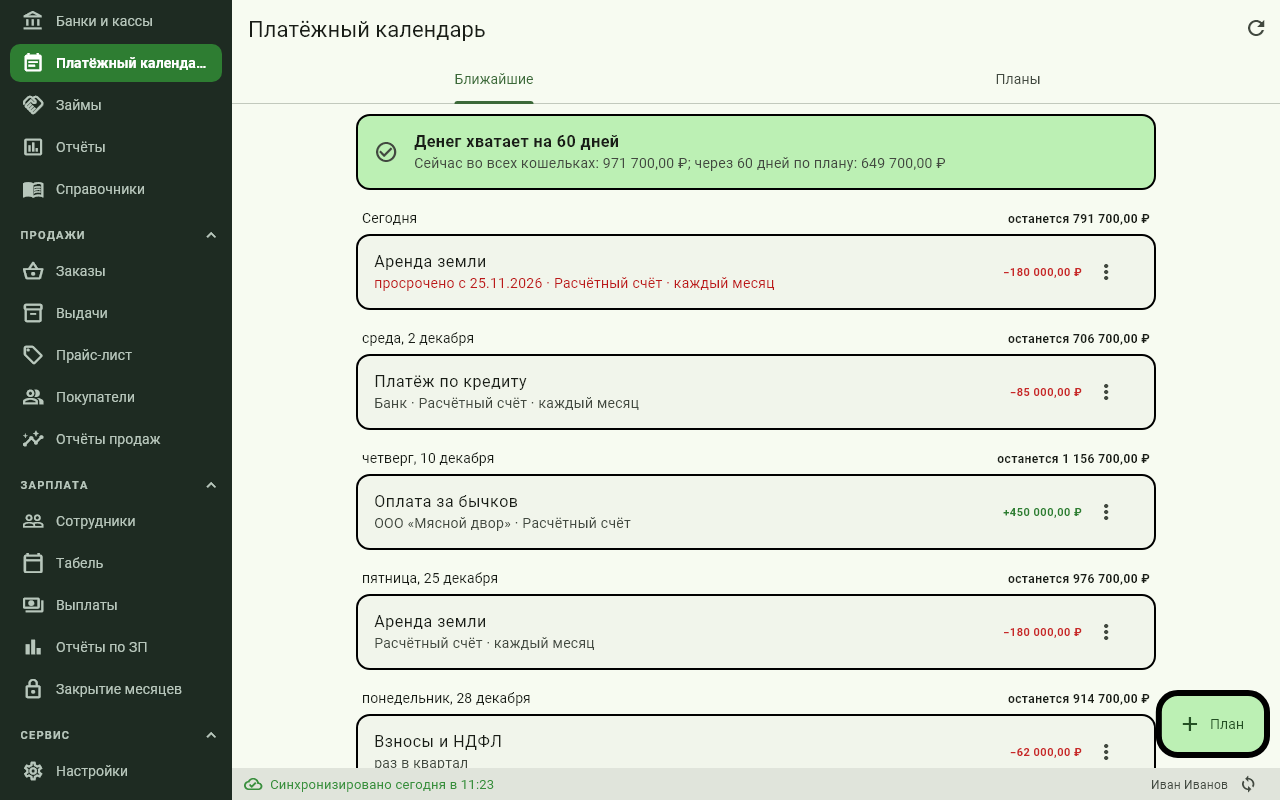 Банки и кассы
Платёжный календа...
Займы
Отчёты
Справочники
ПРОДАЖИ
Заказы
Выдачи
Прайс-лист
Покупатели
Отчёты продаж
ЗАРПЛАТА
Сотрудники
Табель
Выплаты
Отчёты по ЗП
Закрытие месяцев
СЕРВИС
Настройки
Платёжный календарь
Ближайшие
Планы
Денег хватает на 60 дней
Сейчас во всех кошельках: 971 700,00 ₽; через 60 дней по плану: 649 700,00 ₽
Сегодня
останется 791 700,00 ₽
Аренда земли
просрочено с 25.11.2026 · Расчётный счёт · каждый месяц
−180 000,00 ₽
среда, 2 декабря
останется 706 700,00 ₽
Платёж по кредиту
Банк · Расчётный счёт · каждый месяц
−85 000,00 ₽
четверг, 10 декабря
останется 1 156 700,00 ₽
Оплата за бычков
ООО «Мясной двор» · Расчётный счёт
+450 000,00 ₽
пятница, 25 декабря
останется 976 700,00 ₽
Аренда земли
Расчётный счёт · каждый месяц
−180 000,00 ₽
понедельник, 28 декабря
останется 914 700,00 ₽
Взносы и НДФЛ
раз в квартал
−62 000,00 ₽
План
Синхронизировано сегодня в 11:23
Иван Иванов